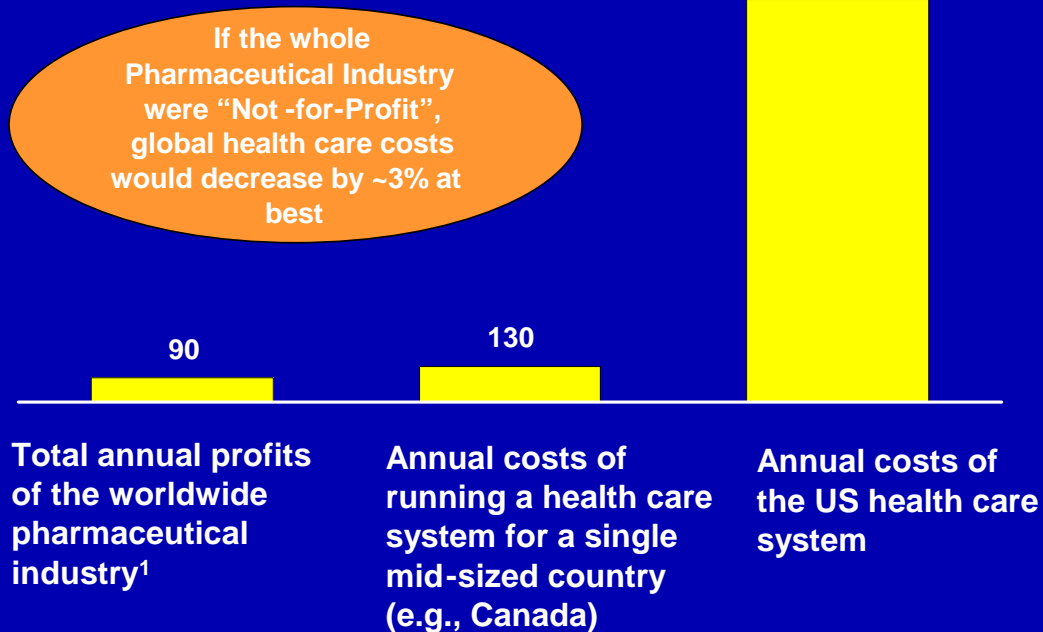 If the whole
Pharmaceutical Industry
were “Not -for-Profit”,
global health care costs
would decrease by ~3% at
best
90
130
Total annual profits
of the worldwide
pharmaceutical
industry1
Annual costs of
running a health care
system for a single
mid-sized country
(e.g., Canada)
Annual costs of
the US health care
system